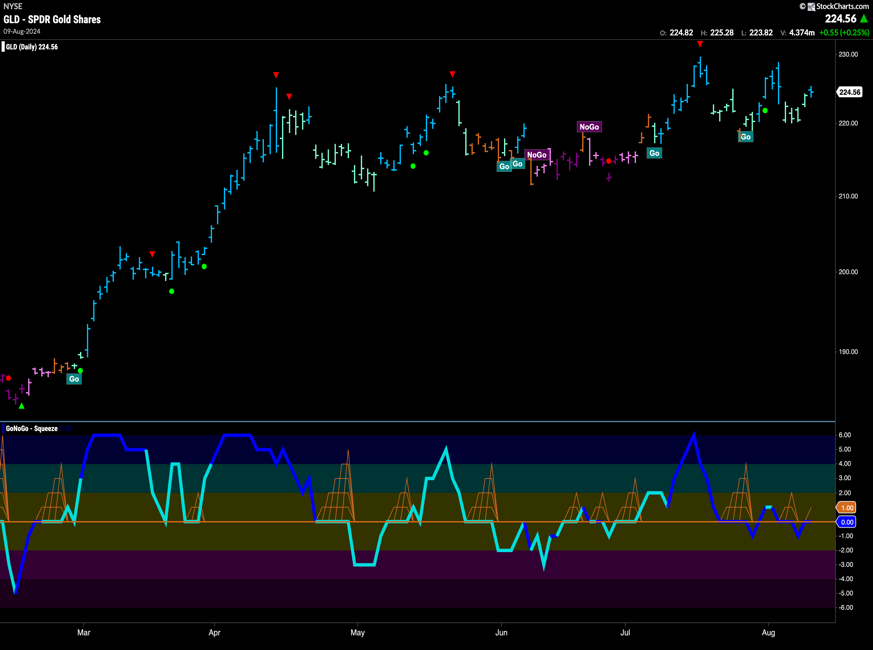 NYSE
© StockCharts.com
GLD - SPDR Gold Shares
224.56
09-Aug-2024
O: 224.82 H: 225.28 L: 223.82 V: 4.374m +0.55 (+0.25%)
GLD (Daily) 224.56
230.00
224.56
220.00
210.00
200.00
190.00
NoGo
NoGo
Go
Go
Go
Go
Go
GoNoGo - Squeeze
6.00
5.00
4.00
3.00
2.00
1.00
0.00
-1.00
-2.00
-3.00
-4.00
-5.00
-6.00
Mar
Apr
May
Jun
Jul
Aug